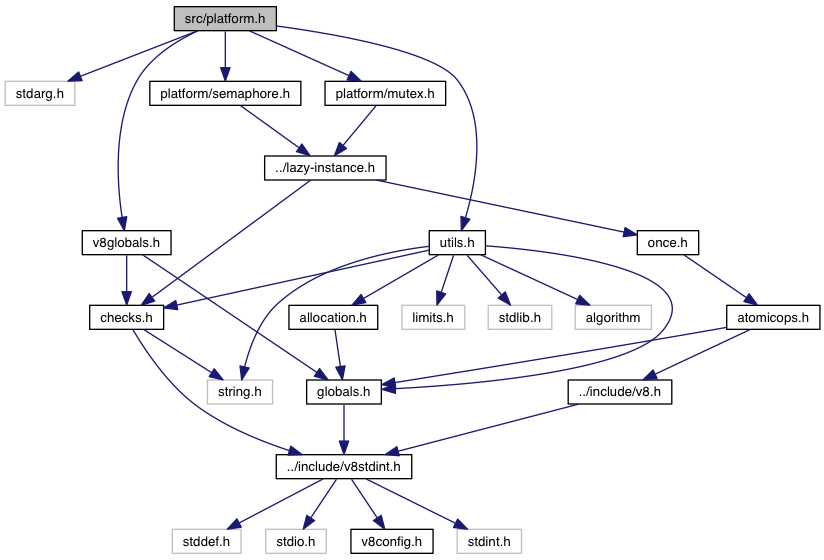 src/platform.h
stdarg.h
platform/semaphore.h
platform/mutex.h
../lazy-instance.h
v8globals.h
utils.h
once.h
checks.h
allocation.h
limits.h
stdlib.h
algorithm
atomicops.h
string.h
globals.h
../include/v8.h
../include/v8stdint.h
stddef.h
stdio.h
v8config.h
stdint.h